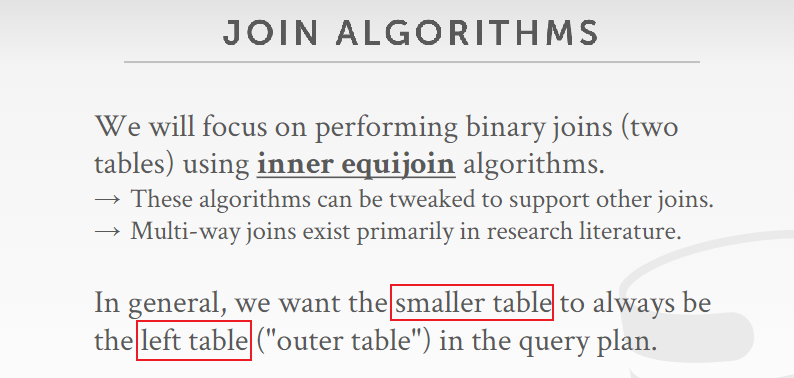 JOIN ALGORITHMS
We will focus on performing binary joins (two
tables) using inner equijoin algorithms.
→ These algorithms can be tweaked to support other joins.
→ Multi-way joins exist primarily in research literature.
In general, we want the smaller table to always be
the left table ("outer table") in the query plan.